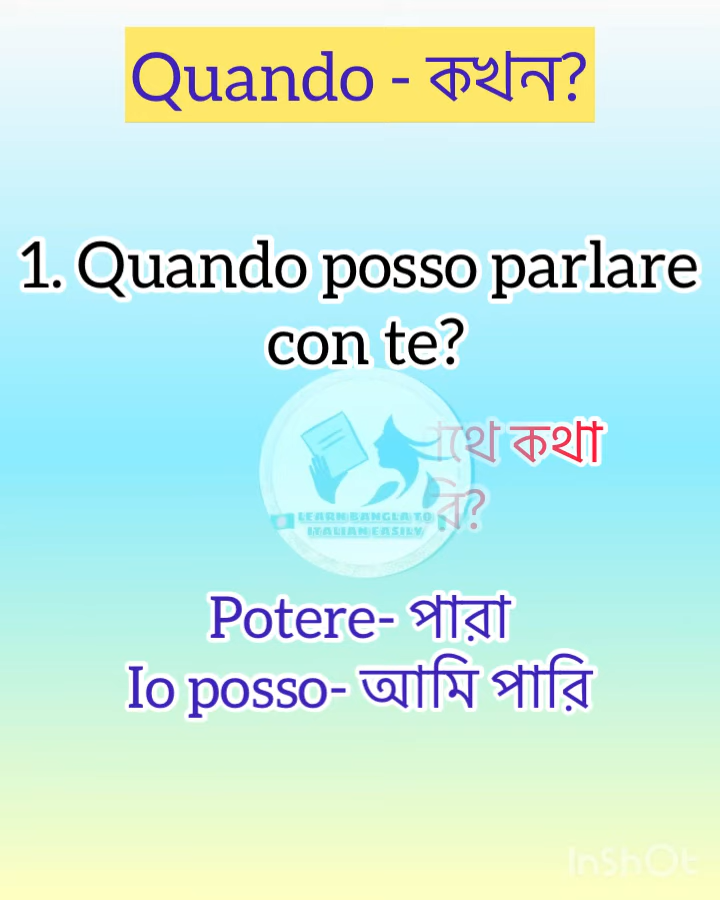 Quando - কখন?
1. Quando posso parlare
con te?
থে কথা
রি?
LEARN BANGLA TO
ITALIAN EASILY
Potere- পারা
Io posso- আমি পারি
InShOt